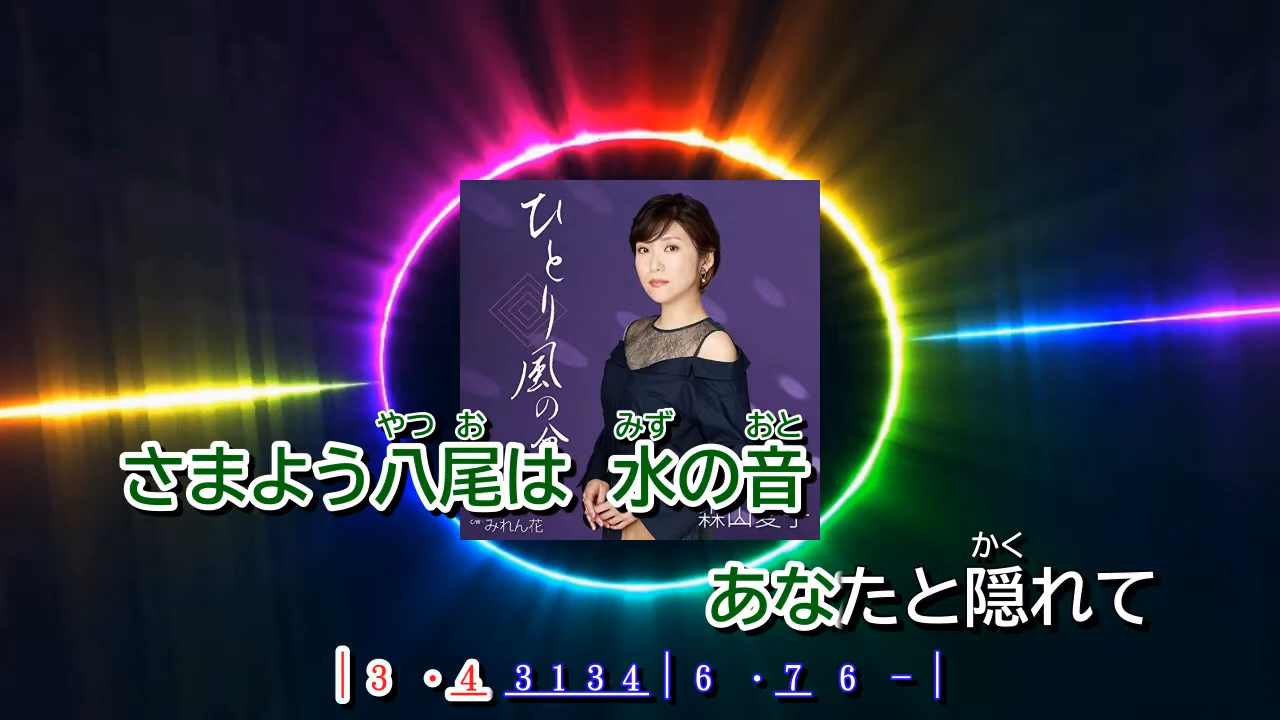 ひとり風の
やつ お みず おと
さまよう八尾は 水の音
c/w みれん花
かく
あなたと隠れて
|3 ・4 3134|6 ・7 6 －|